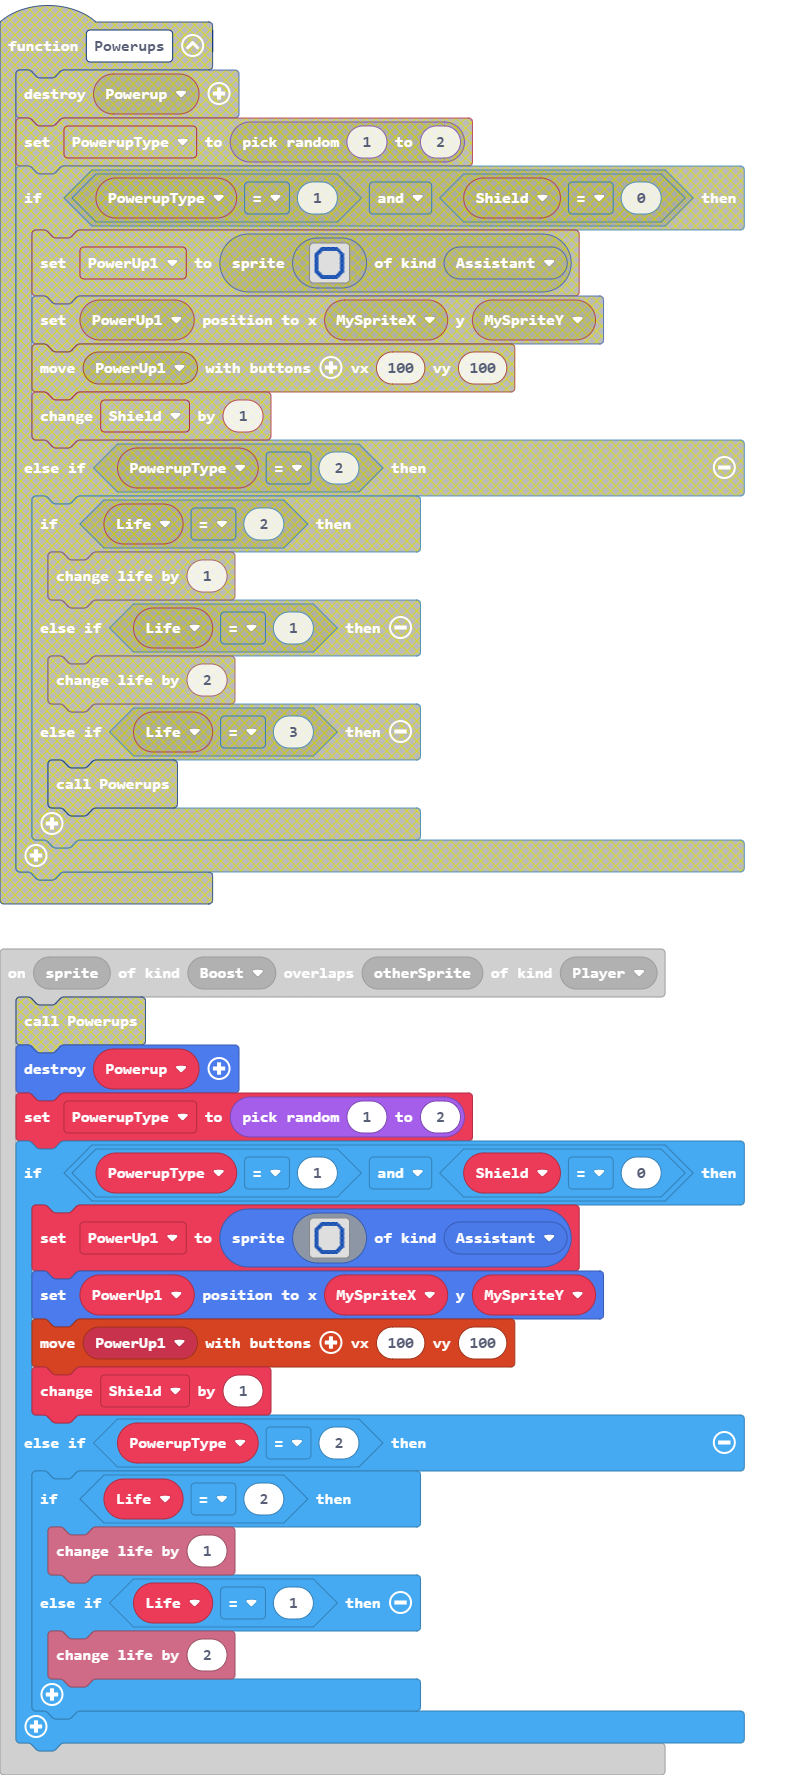 function Powerups
destroy Powerup
set PowerupType to pick random 1 to 2
if PowerupType = 1 and Shield = 0 then
set PowerUp1 to sprite of kind Assistant
set PowerUp1 position to x MySpriteX y MySpriteY
move PowerUp1 with buttons vx 100 vy 100
change Shield by 1
else if PowerupType = 2 then
if Life = 2 then
change life by 1
else if Life = 1 then
change life by 2
else if Life = 3 then
call Powerups
on sprite of kind Boost overlaps otherSprite of kind Player
call Powerups
destroy Powerup
set PowerupType to pick random 1 to 2
if PowerupType = 1 and Shield = 0 then
set PowerUp1 to sprite of kind Assistant
set PowerUp1 position to x MySpriteX y MySpriteY
move PowerUp1 with buttons vx 100 vy 100
change Shield by 1
else if PowerupType = 2 then
if Life = 2 then
change life by 1
else if Life = 1 then
change life by 2